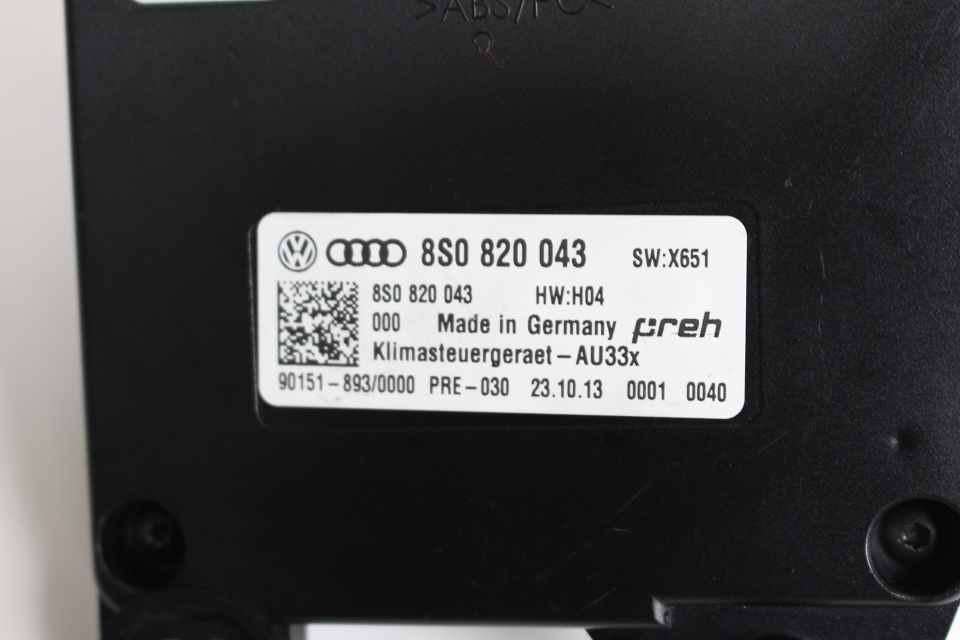 >ABS/PC<
8S0 820 043 SW:X651
8S0 820 043 HW:H04
000 Made in Germany preh
Klimasteuergeraet-AU33x
90151-893/0000 PRE-030 23.10.13 0001 0040